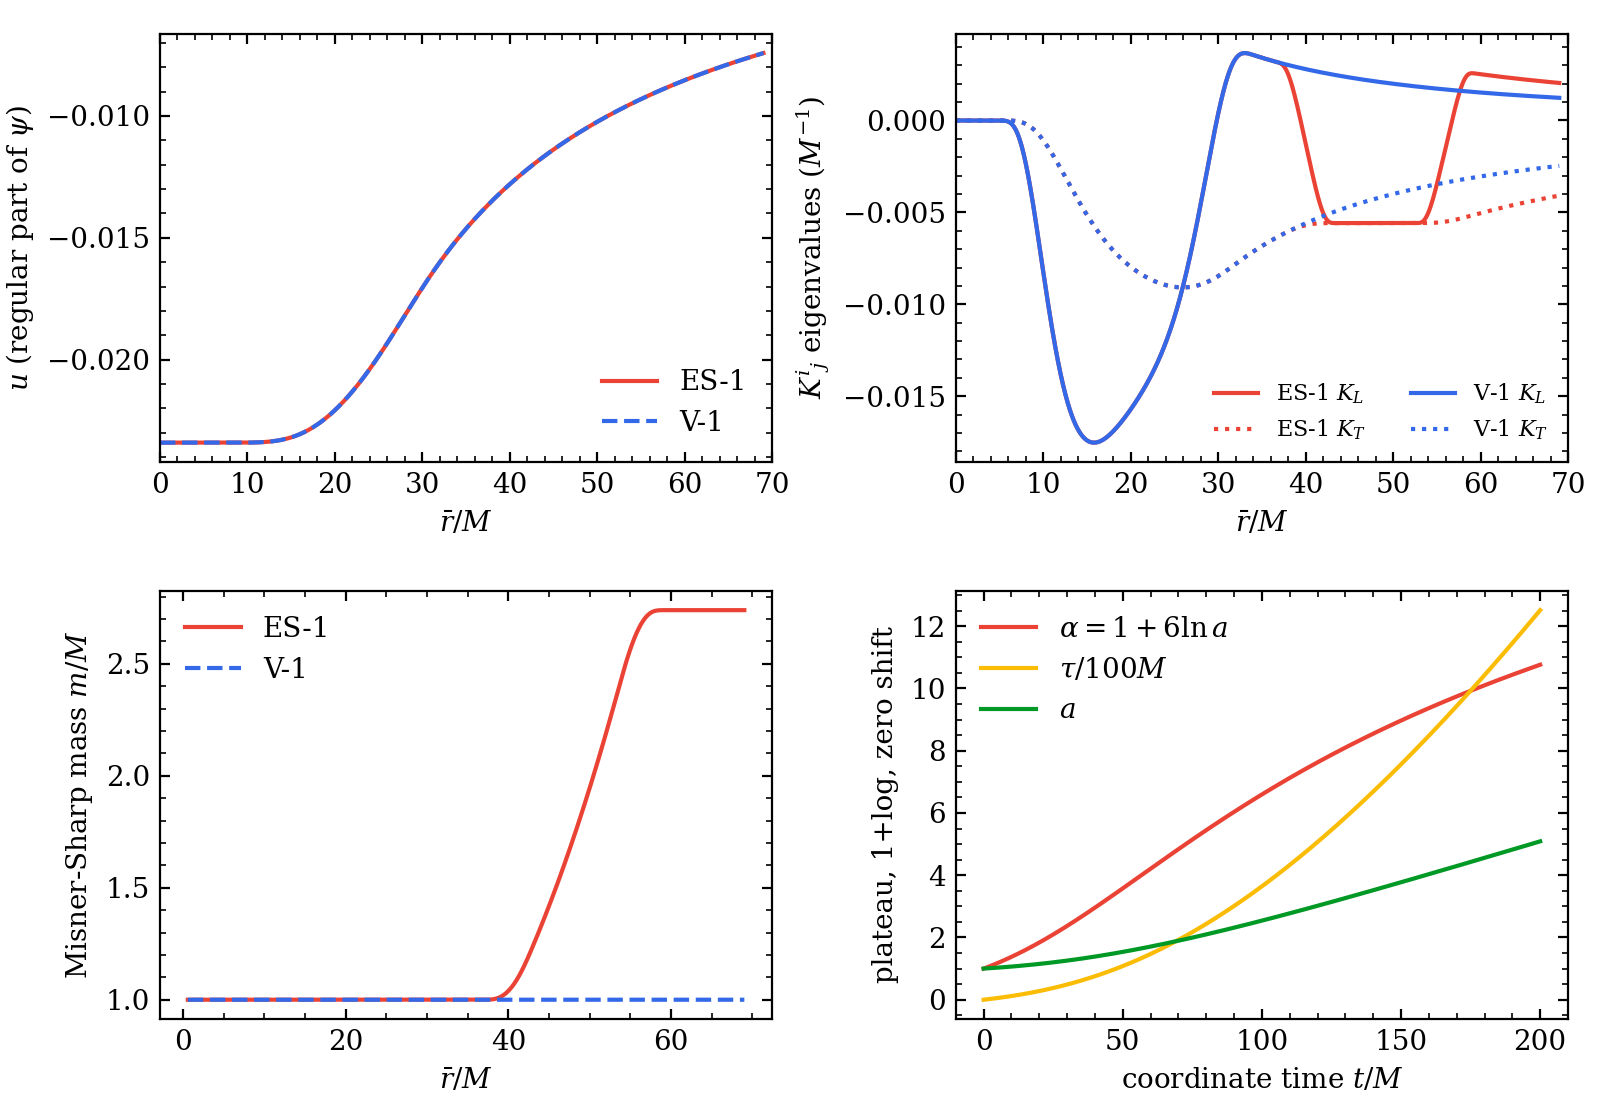 u (regular part of ψ)
−0.010
−0.015
−0.020
ES-1
V-1
0 10 20 30 40 50 60 70
r̄/M
K^i_j eigenvalues (M^−1)
0.000
−0.005
−0.010
−0.015
ES-1 K_L
V-1 K_L
ES-1 K_T
V-1 K_T
0 10 20 30 40 50 60 70
r̄/M
Misner-Sharp mass m/M
ES-1
V-1
2.5
2.0
1.5
1.0
0 20 40 60
r̄/M
plateau, 1+log, zero shift
α = 1 + 6ln a
τ/100M
a
12
10
8
6
4
2
0
0 50 100 150 200
coordinate time t/M